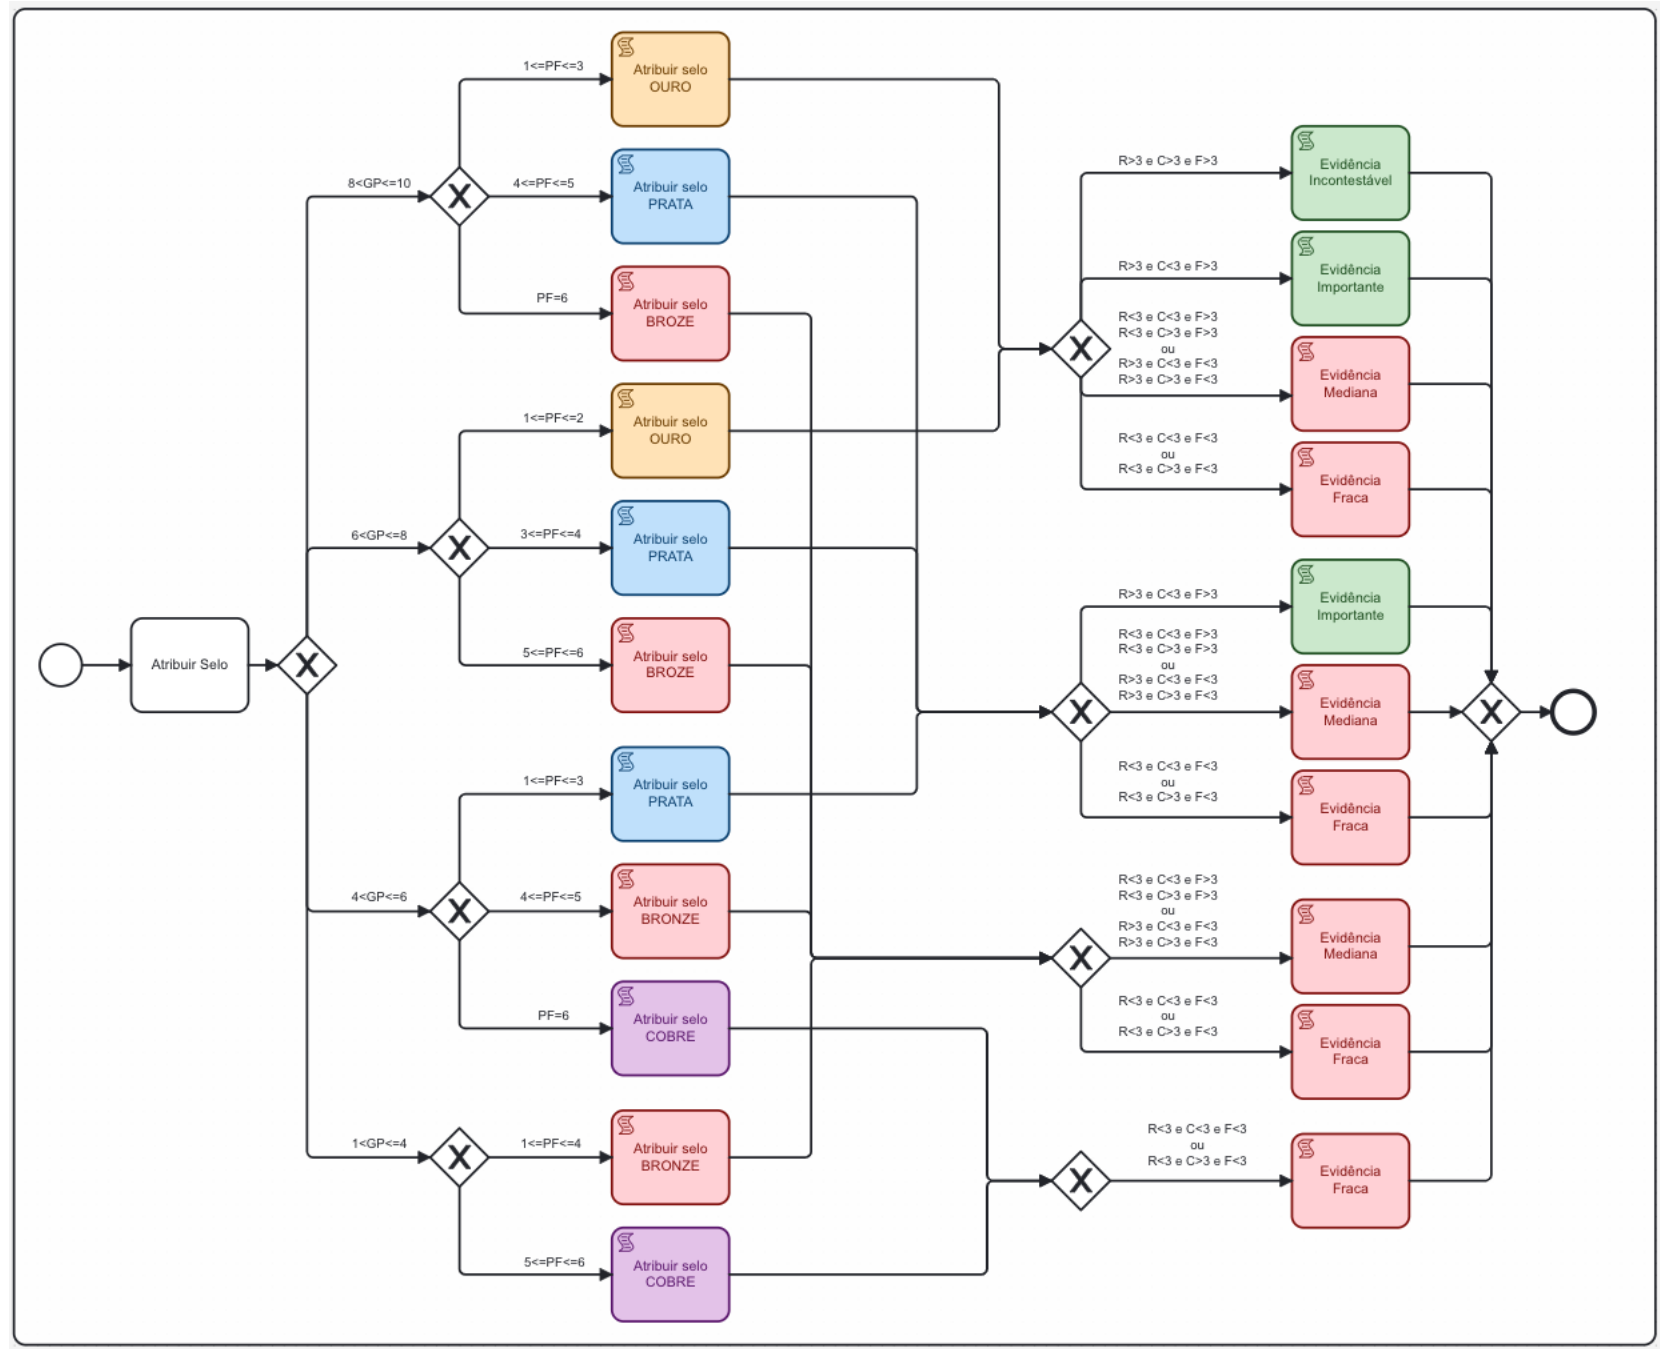 Atribuir Selo
8<GP<=10
6<GP<=8
4<GP<=6
1<GP<=4
1<=PF<=3
Atribuir selo
OURO
4<=PF<=5
Atribuir selo
PRATA
PF=6
Atribuir selo
BROZE
1<=PF<=2
Atribuir selo
OURO
3<=PF<=4
Atribuir selo
PRATA
5<=PF<=6
Atribuir selo
BROZE
1<=PF<=3
Atribuir selo
PRATA
4<=PF<=5
Atribuir selo
BRONZE
PF=6
Atribuir selo
COBRE
1<=PF<=4
Atribuir selo
BRONZE
5<=PF<=6
Atribuir selo
COBRE
R>3 e C>3 e F>3
Evidência
Incontestável
R>3 e C<3 e F>3
Evidência
Importante
R<3 e C<3 e F>3
R<3 e C>3 e F>3
ou
R>3 e C<3 e F<3
R>3 e C>3 e F<3
Evidência
Mediana
R<3 e C<3 e F<3
ou
R<3 e C>3 e F<3
Evidência
Fraca
R>3 e C<3 e F>3
Evidência
Importante
R<3 e C<3 e F>3
R<3 e C>3 e F>3
ou
R>3 e C<3 e F<3
R>3 e C>3 e F<3
Evidência
Mediana
R<3 e C<3 e F<3
ou
R<3 e C>3 e F<3
Evidência
Fraca
R<3 e C<3 e F>3
R<3 e C>3 e F>3
ou
R>3 e C<3 e F<3
R>3 e C>3 e F<3
Evidência
Mediana
R<3 e C<3 e F<3
ou
R<3 e C>3 e F<3
Evidência
Fraca
R<3 e C<3 e F<3
ou
R<3 e C>3 e F<3
Evidência
Fraca